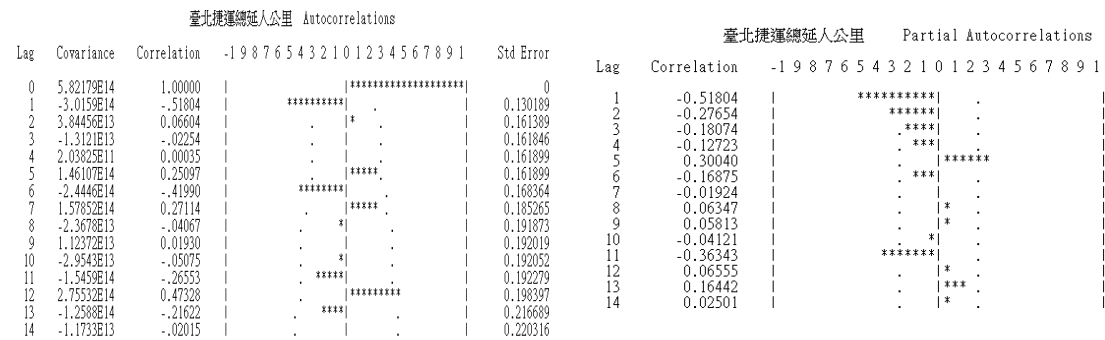 臺北捷運總延人公里 Autocorrelations
Lag Covariance Correlation -1 9 8 7 6 5 4 3 2 1 0 1 2 3 4 5 6 7 8 9 1 Std Error
0 5.82179E14 1.00000 | |********************| 0
1 -3.0159E14 -.51804 | **********| . | 0.130189
2 3.84456E13 0.06604 | . |* . | 0.161389
3 -1.3121E13 -.02254 | . | . | 0.161846
4 2.03825E11 0.00035 | . | . | 0.161899
5 1.46107E14 0.25097 | . |*****. | 0.161899
6 -2.4446E14 -.41990 | ********| . | 0.168364
7 1.57852E14 0.27114 | . |***** . | 0.185265
8 -2.3678E13 -.04067 | . *| . | 0.191873
9 1.12372E13 0.01930 | . | . | 0.192019
10 -2.9543E13 -.05075 | . *| . | 0.192052
11 -1.5459E14 -.26553 | . *****| . | 0.192279
12 2.75532E14 0.47328 | . |********* | 0.198397
13 -1.2588E14 -.21622 | . ****| . | 0.216689
14 -1.1733E13 -.02015 | . | . | 0.220316
臺北捷運總延人公里 Partial Autocorrelations
Lag Correlation -1 9 8 7 6 5 4 3 2 1 0 1 2 3 4 5 6 7 8 9 1
1 -0.51804 | **********| . |
2 -0.27654 | ******| . |
3 -0.18074 | .****| . |
4 -0.12723 | . ***| . |
5 0.30040 | . |****** |
6 -0.16875 | . ***| . |
7 -0.01924 | . | . |
8 0.06347 | . |* . |
9 0.05813 | . |* . |
10 -0.04121 | . *| . |
11 -0.36343 | *******| . |
12 0.06555 | . |* . |
13 0.16442 | . |*** . |
14 0.02501 | . |* . |